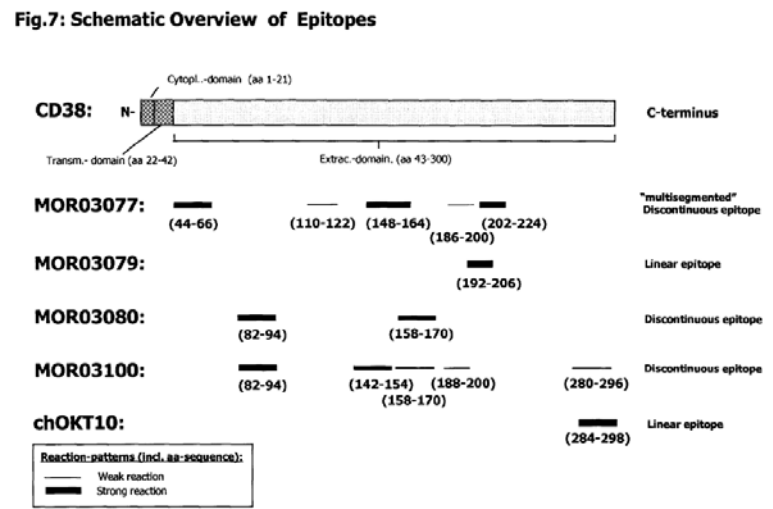 Fig.7: Schematic Overview of Epitopes
Cytopl..-domain (aa 1-21)
CD38: N- C-terminus
Transm.- domain (aa 22-42) Extrac.-domain. (aa 43-300)
MOR03077: "multisegmented"
Discontinuous epitope
(44-66) (110-122) (148-164) (202-224)
(186-200)
MOR03079: Linear epitope
(192-206)
MOR03080: Discontinuous epitope
(82-94) (158-170)
MOR03100: Discontinuous epitope
(82-94) (142-154) (188-200) (280-296)
(158-170)
chOKT10: Linear epitope
(284-298)
Reaction-patterns (incl. aa-sequence):
Weak reaction
Strong reaction